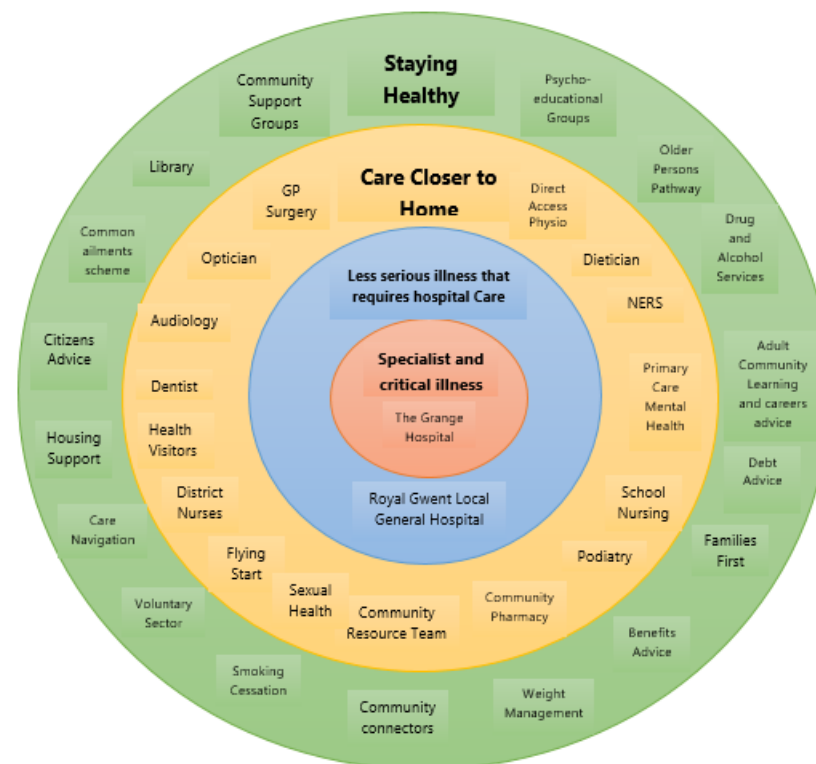 Staying
Healthy
Community
Support
Groups
Psycho-
educational
Groups
Library
Older
Persons
Pathway
Common
ailments
scheme
Drug
and
Alcohol
Services
Citizens
Advice
Adult
Community
Learning
and careers
advice
Housing
Support
Debt
Advice
Care
Navigation
Families
First
Voluntary
Sector
Benefits
Advice
Smoking
Cessation
Community
connectors
Weight
Management
Care Closer to
Home
GP
Surgery
Direct
Access
Physio
Optician
Dietician
Audiology
NERS
Dentist
Primary
Care
Mental
Health
Health
Visitors
District
Nurses
School
Nursing
Flying
Start
Podiatry
Sexual
Health
Community
Resource Team
Community
Pharmacy
Less serious illness that
requires hospital Care
Royal Gwent Local
General Hospital
Specialist and
critical illness
The Grange
Hospital